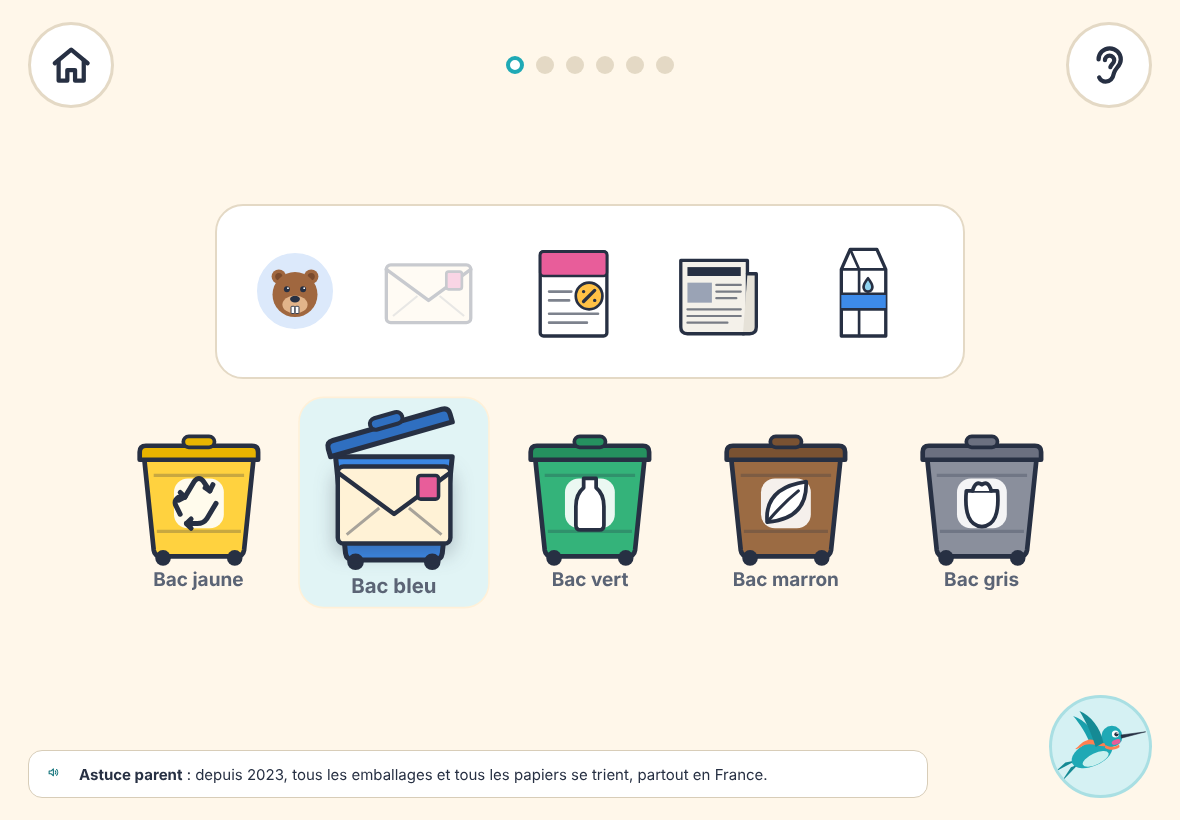 Bac jaune
Bac bleu
Bac vert
Bac marron
Bac gris
Astuce parent : depuis 2023, tous les emballages et tous les papiers se trient, partout en France.